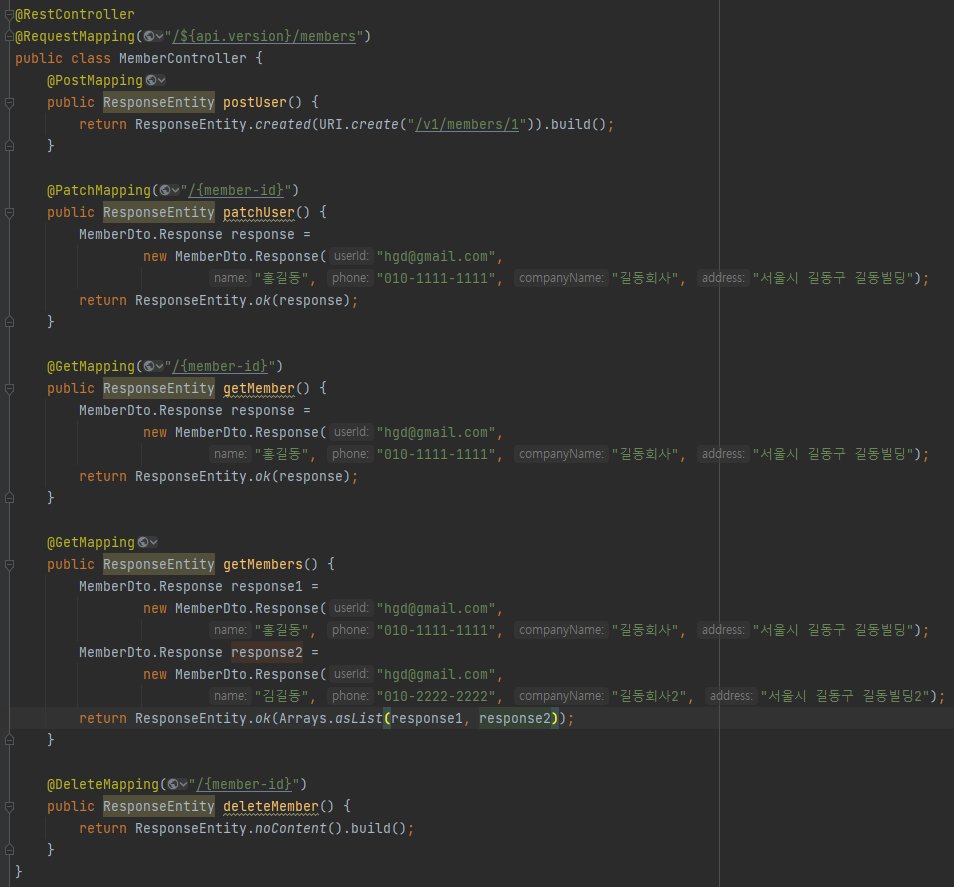 @RestController
@RequestMapping("/${api.version}/members")
public class MemberController {
@PostMapping
public ResponseEntity postUser() {
return ResponseEntity.created(URI.create("/v1/members/1")).build();
}
@PatchMapping("/{member-id}")
public ResponseEntity patchUser() {
MemberDto.Response response =
new MemberDto.Response( userId: "hgd@gmail.com",
name: "홍길동", phone: "010-1111-1111", companyName: "길동회사", address: "서울시 길동구 길동빌딩");
return ResponseEntity.ok(response);
}
@GetMapping("/{member-id}")
public ResponseEntity getMember() {
MemberDto.Response response =
new MemberDto.Response( userId: "hgd@gmail.com",
name: "홍길동", phone: "010-1111-1111", companyName: "길동회사", address: "서울시 길동구 길동빌딩");
return ResponseEntity.ok(response);
}
@GetMapping
public ResponseEntity getMembers() {
MemberDto.Response response1 =
new MemberDto.Response( userId: "hgd@gmail.com",
name: "홍길동", phone: "010-1111-1111", companyName: "길동회사", address: "서울시 길동구 길동빌딩");
MemberDto.Response response2 =
new MemberDto.Response( userId: "hgd@gmail.com",
name: "김길동", phone: "010-2222-2222", companyName: "길동회사2", address: "서울시 길동구 길동빌딩2");
return ResponseEntity.ok(Arrays.asList(response1, response2));
}
@DeleteMapping("/{member-id}")
public ResponseEntity deleteMember() {
return ResponseEntity.noContent().build();
}
}